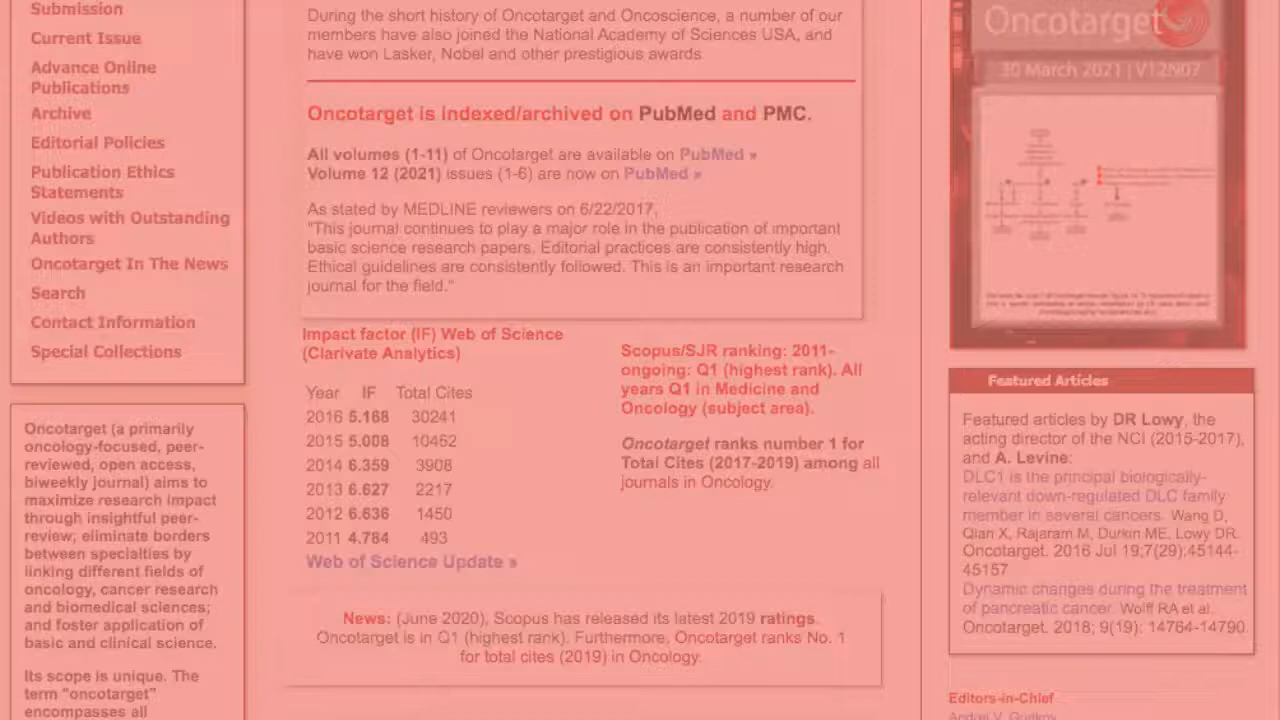 Submission
Current Issue
Advance Online
Publications
Archive
Editorial Policies
Publication Ethics
Statements
Videos with Outstanding
Authors
Oncotarget In The News
Search
Contact Information
Special Collections
Oncotarget (a primarily
oncology-focused, peer-
reviewed, open access,
biweekly journal) aims to
maximize research impact
through insightful peer-
review; eliminate borders
between specialties by
linking different fields of
oncology, cancer research
and biomedical sciences;
and foster application of
basic and clinical science.
Its scope is unique. The
term "oncotarget"
encompasses all
During the short history of Oncotarget and Oncoscience, a number of our
members have also joined the National Academy of Sciences USA, and
have won Lasker, Nobel and other prestigious awards
Oncotarget is indexed/archived on PubMed and PMC.
All volumes (1-11) of Oncotarget are available on PubMed »
Volume 12 (2021) issues (1-6) are now on PubMed »
As stated by MEDLINE reviewers on 6/22/2017,
"This journal continues to play a major role in the publication of important
basic science research papers. Editorial practices are consistently high.
Ethical guidelines are consistently followed. This is an important research
journal for the field."
Impact factor (IF) Web of Science
(Clarivate Analytics)
Year IF Total Cites
2016 5.168 30241
2015 5.008 10462
2014 6.359 3908
2013 6.627 2217
2012 6.636 1450
2011 4.784 493
Web of Science Update »
Scopus/SJR ranking: 2011-
ongoing: Q1 (highest rank). All
years Q1 in Medicine and
Oncology (subject area).
Oncotarget ranks number 1 for
Total Cites (2017-2019) among all
journals in Oncology.
News: (June 2020), Scopus has released its latest 2019 ratings.
Oncotarget is in Q1 (highest rank). Furthermore, Oncotarget ranks No. 1
for total cites (2019) in Oncology.
Oncotarget
30 March 2021 | V12N07
Featured Articles
Featured articles by DR Lowy, the
acting director of the NCI (2015-2017),
and A. Levine:
DLC1 is the principal biologically-
relevant down-regulated DLC family
member in several cancers. Wang D,
Qian X, Rajaram M, Durkin ME, Lowy DR.
Oncotarget. 2016 Jul 19;7(29):45144-
45157
Dynamic changes during the treatment
of pancreatic cancer. Wolff RA et al.
Oncotarget. 2018; 9(19): 14764-14790.
Editors-in-Chief
Andrei V. Gudkov